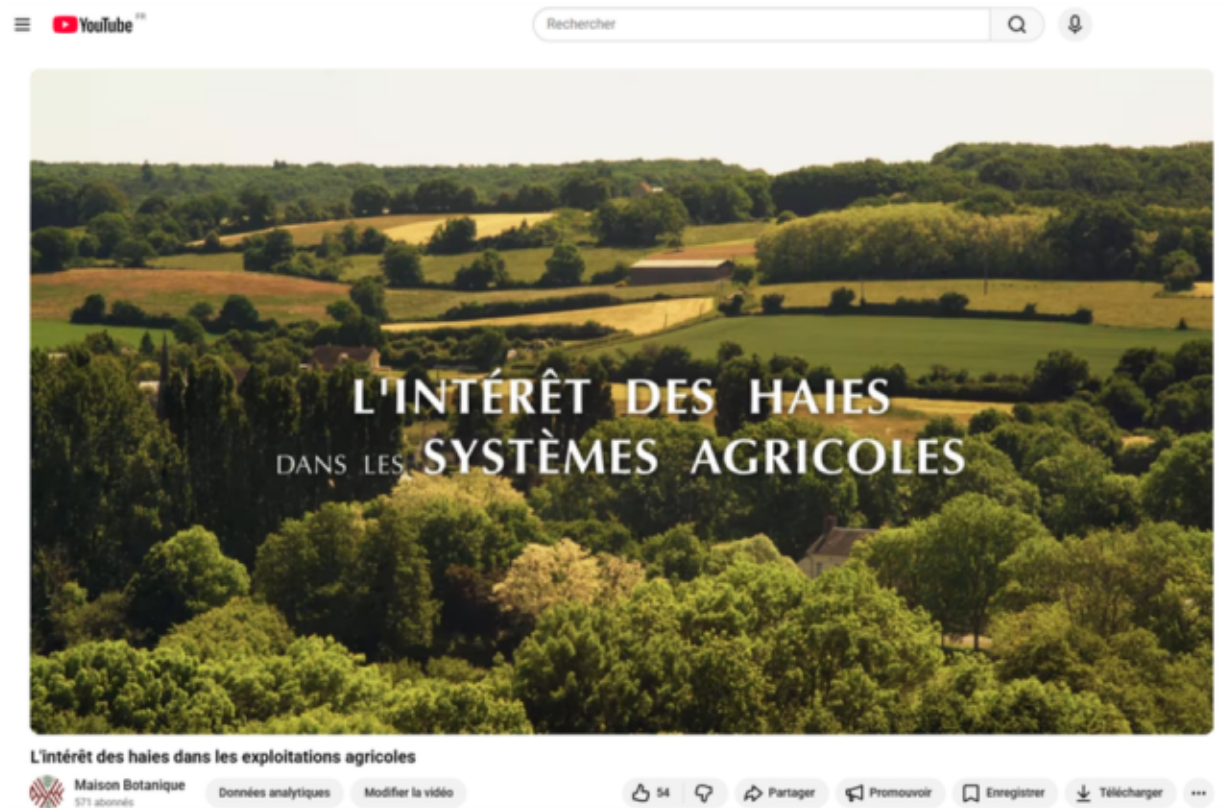 YouTube FR
Rechercher
L'INTÉRÊT DES HAIES
DANS LES SYSTÈMES AGRICOLES
L'intérêt des haies dans les exploitations agricoles
Maison Botanique
571 abonnés
Données analytiques
Modifier la vidéo
54
Partager
Promouvoir
Enregistrer
Télécharger